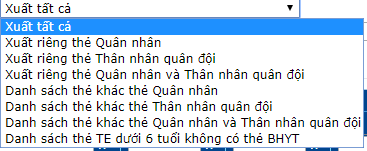 Xuất tất cả
Xuất tất cả
Xuất riêng thẻ Quân nhân
Xuất riêng thẻ Thân nhân quân đội
Xuất riêng thẻ Quân nhân và Thân nhân quân đội
Danh sách thẻ khác thẻ Quân nhân
Danh sách thẻ khác thẻ Thân nhân quân đội
Danh sách thẻ khác thẻ Quân nhân và Thân nhân quân đội
Danh sách thẻ TE dưới 6 tuổi không có thẻ BHYT